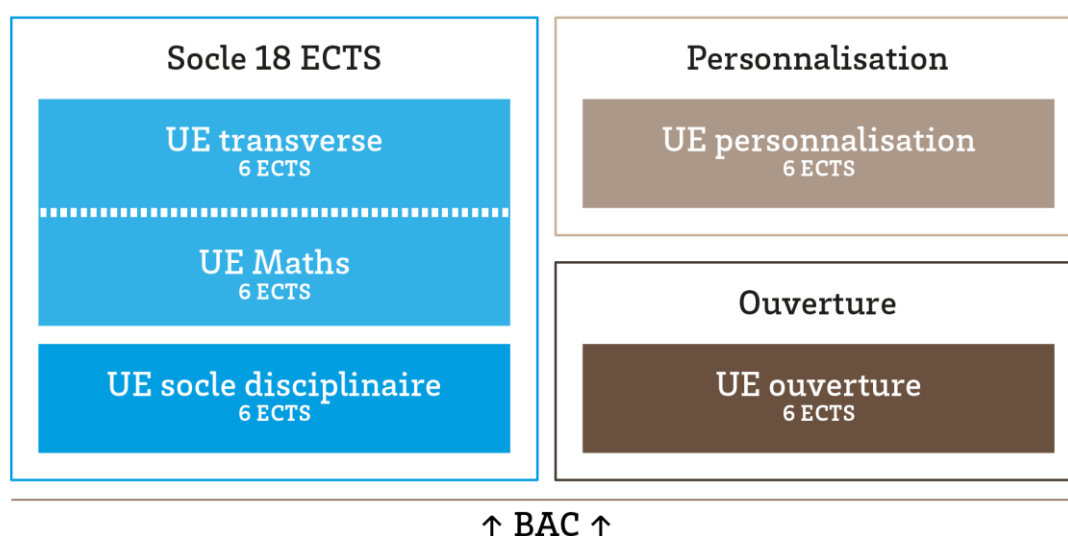 Socle 18 ECTS
UE transverse
6 ECTS
UE Maths
6 ECTS
UE socle disciplinaire
6 ECTS
Personnalisation
UE personnalisation
6 ECTS
Ouverture
UE ouverture
6 ECTS
↑ BAC ↑